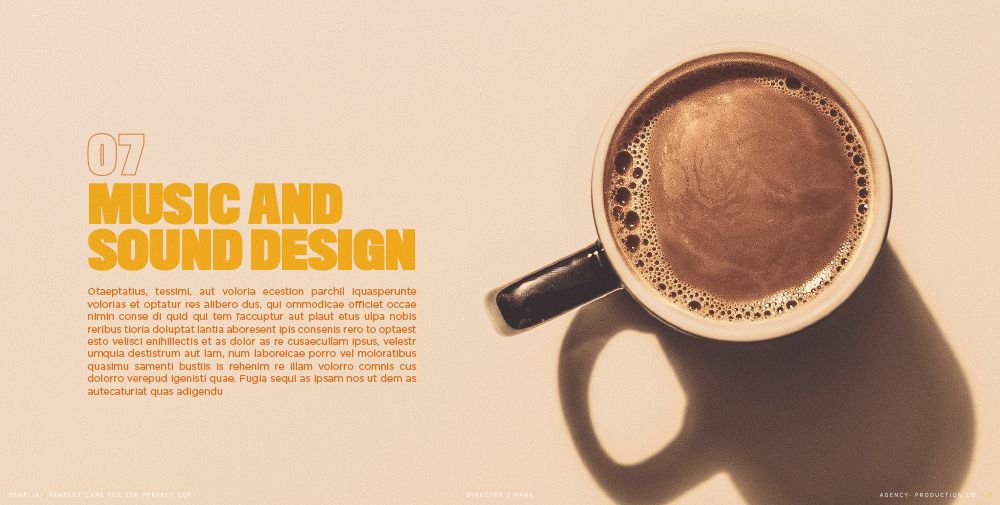 07
MUSIC AND
SOUND DESIGN
Otaeptatius, tessimi, aut voloria ecestion parchil iquasperunte
volorias et optatur res alibero dus, qui ommodicae officiet occae
nimin conse di quid qui tem faccuptur aut plaut etus ulpa nobis
reribus tioria doluptat lantia aboresent ipis consenis rero to optaest
esto velisci enihillectis et as dolor as re cusaecullam ipsus, velestr
umquia destistrum aut lam, num laboreicae porro vel moloratibus
quasimu samenti bustiis is rehenim re illam volorro comnis cus
dolorro verepud igenisti quae. Fugia sequi as ipsam nos ut dem as
autecaturiat quas adigendu
PERFECT CARE FOR THE PERFECT CUP
DIRECTOR'S NAME
AGENCY- PRODUCTION CO.